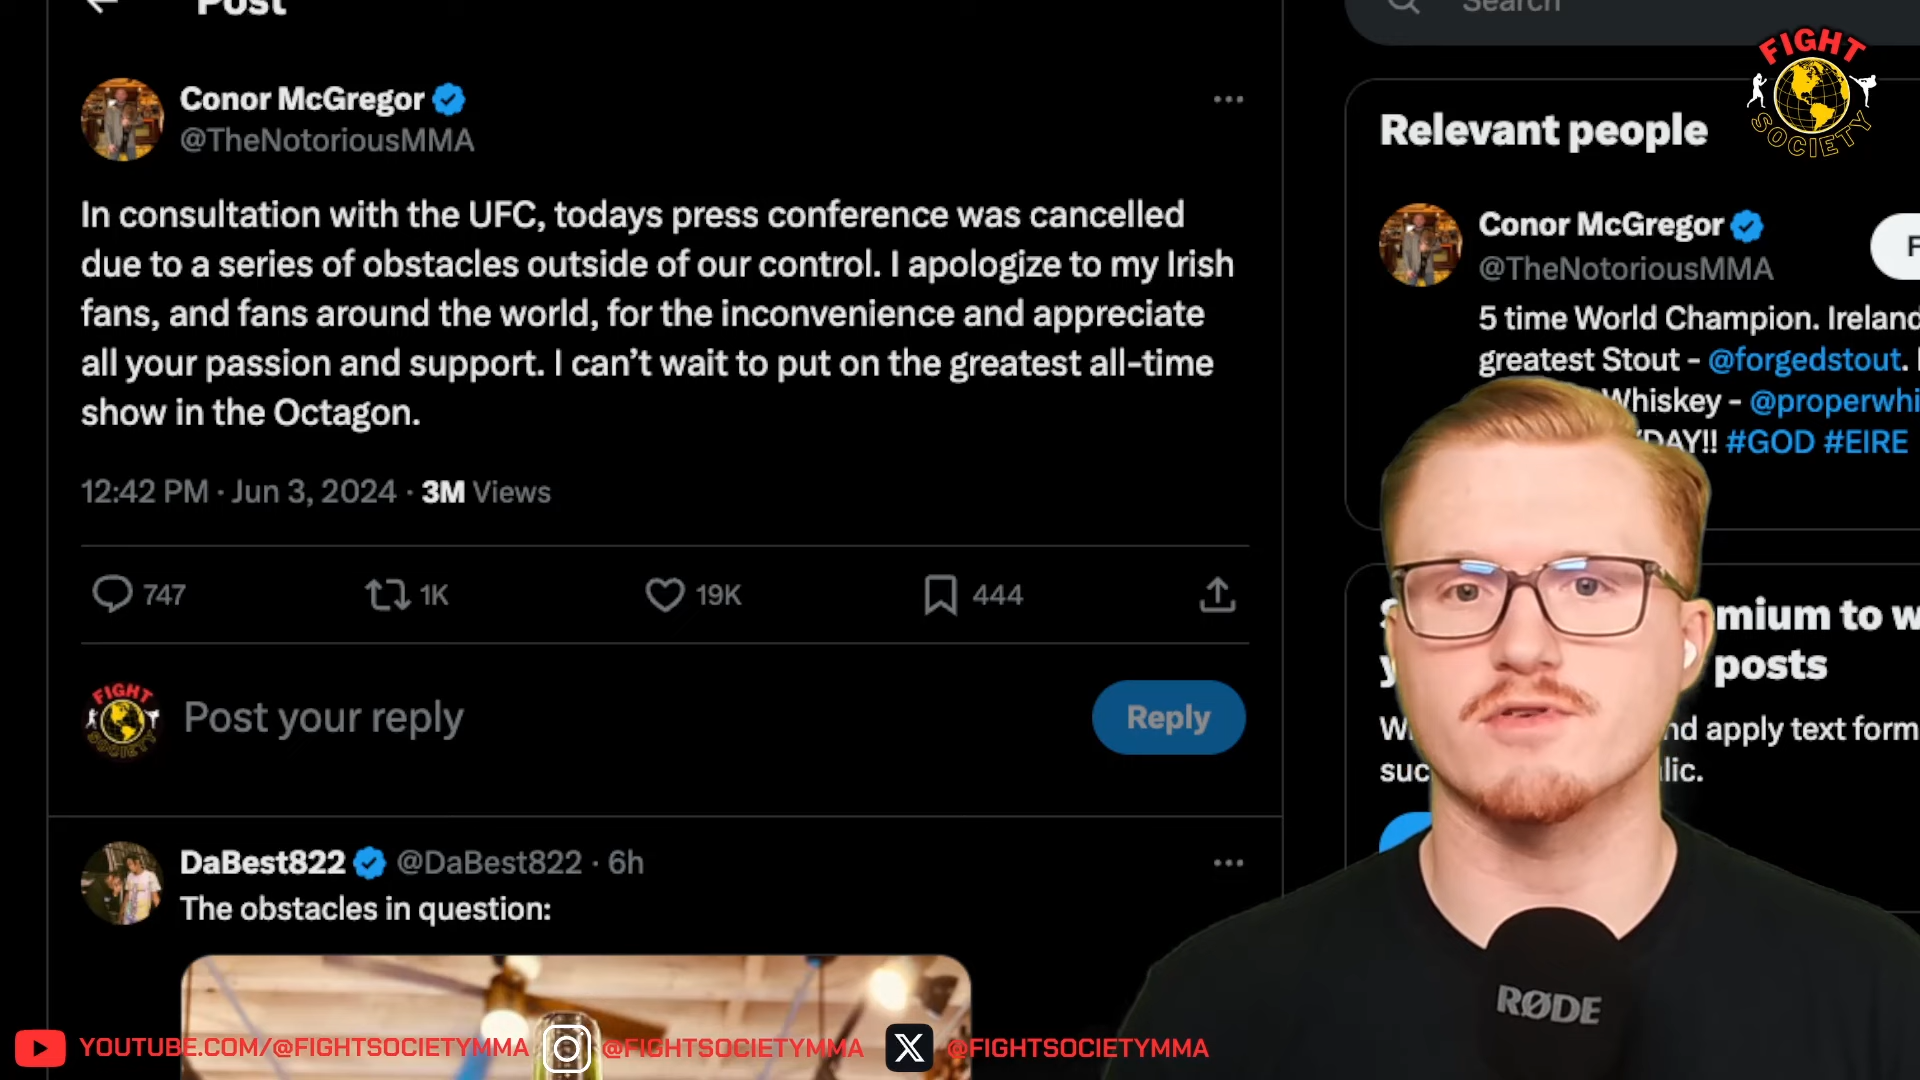 Post
Search
FIGHT
SOCIETY
Conor McGregor
@TheNotoriousMMA
In consultation with the UFC, todays press conference was cancelled
due to a series of obstacles outside of our control. I apologize to my Irish
fans, and fans around the world, for the inconvenience and appreciate
all your passion and support. I can’t wait to put on the greatest all-time
show in the Octagon.
12:42 PM · Jun 3, 2024 · 3M Views
747 1K 19K 444
FIGHT
SOCIETY
Post your reply
Reply
DaBest822 @DaBest822 · 6h
The obstacles in question:
Relevant people
Conor McGregor
@TheNotoriousMMA
5 time World Champion. Ireland
greatest Stout - @forgedstout.
Whiskey - @properwhi
DAY!! #GOD #EIRE
mium to w
posts
nd apply text form
suc lic.
RØDE
YOUTUBE.COM/@FIGHTSOCIETYMMA @FIGHTSOCIETYMMA @FIGHTSOCIETYMMA